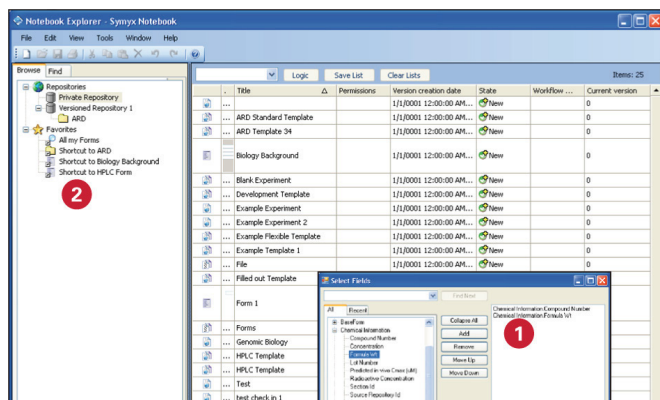 Notebook Explorer - Symyx Notebook
File Edit View Tools Window Help
Browse Find
Repositories
Private Repository
Versioned Repository 1
ARD
Favorites
All my Forms
Shortcut to ARD
Shortcut to Biology Background
Shortcut to HPLC Form
2
Logic Save List Clear Lists Items: 25
. Title Permissions Version creation date State Workflow ... Current version
... 1/1/0001 12:00:00 AM... New 0
... ARD Standard Template 1/1/0001 12:00:00 AM... New 0
... ARD Template 34 1/1/0001 12:00:00 AM... New 0
Biology Background 1/1/0001 12:00:00 AM... New 0
... Blank Experiment 1/1/0001 12:00:00 AM... New 0
... Development Template 1/1/0001 12:00:00 AM... New 0
... Example Experiment 1/1/0001 12:00:00 AM... New 0
... Example Experiment 2 1/1/0001 12:00:00 AM... New 0
... Example Flexible Template 1/1/0001 12:00:00 AM... New 0
... Example Template 1 1/1/0001 12:00:00 AM... New 0
... File 1/1/0001 12:00:00 AM... New 0
... Filled out Template
Form 1
... Forms
... Genomic Biology
... HPLC Template
... HPLC Template
... Test
... test check in 1
Select Fields
Find Next
All Recent
BaseForm
Chemical Information
Compound Number
Concentration
Formula Wt
Lot Number
Predicted in vivo Cmax (uM)
Radioactive Concentration
Section Id
Source Repository Id
Collapse All
Add
Remove
Move Up
Move Down
Chemical Information:Compound Number
Chemical Information:Formula Wt
1